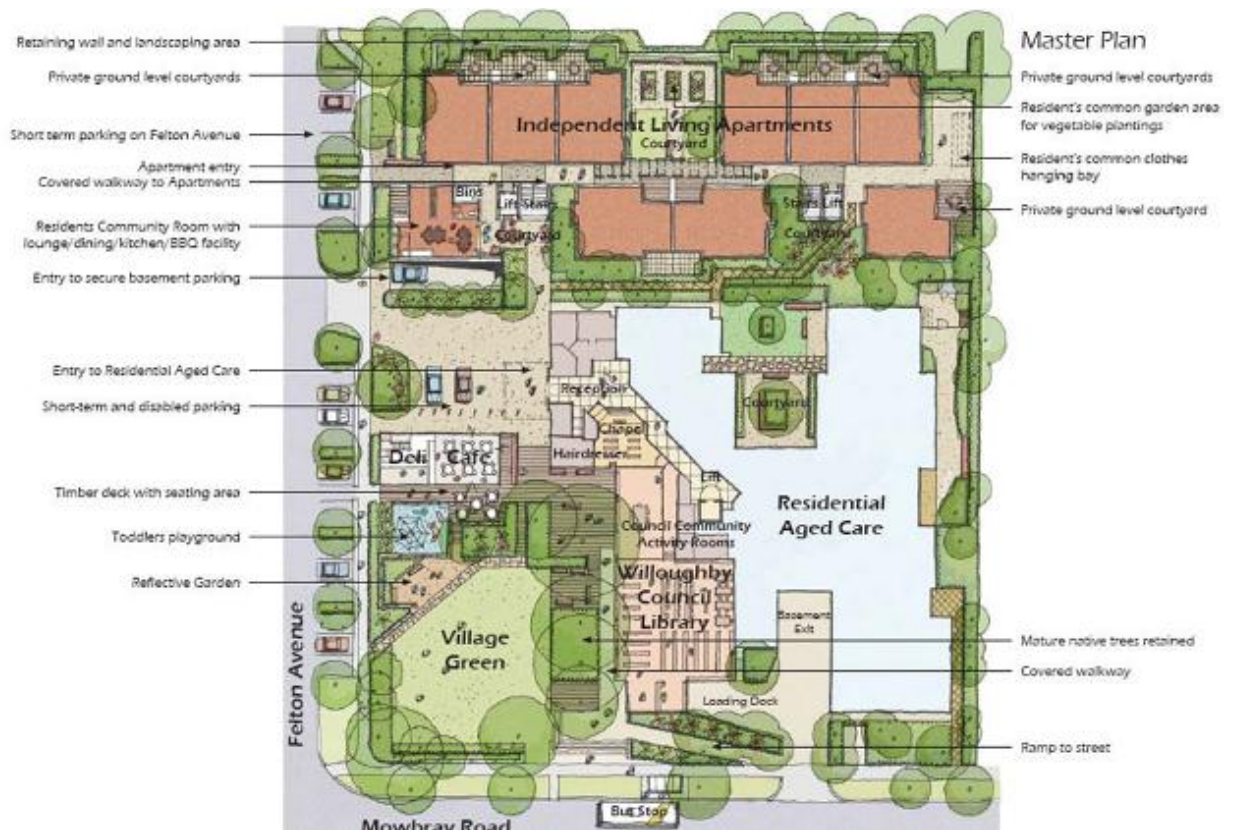 Master Plan
Retaining wall and landscaping area
Private ground level courtyards
Short term parking on Felton Avenue
Apartment entry
Covered walkway to Apartments
Residents Community Room with
lounge/dining/kitchen/BBQ facility
Entry to secure basement parking
Entry to Residential Aged Care
Short-term and disabled parking
Timber deck with seating area
Toddlers playground
Reflective Garden
Private ground level courtyards
Resident's common garden area
for vegetable plantings
Resident's common clothes
hanging bay
Private ground level courtyard
Mature native trees retained
Covered walkway
Ramp to street
Independent Living Apartments
Courtyard
Bins
Lift Stairs
Courtyard
Stairs Lift
Courtyard
Reception
Chapel
Hairdresser
Courtyard
Deli Cafe
Lift
Residential
Aged Care
Council Community
Activity Rooms
Willoughby
Council
Library
Basement
Exit
Village
Green
Loading Dock
Felton Avenue
Bus Stop
Mowbray Road